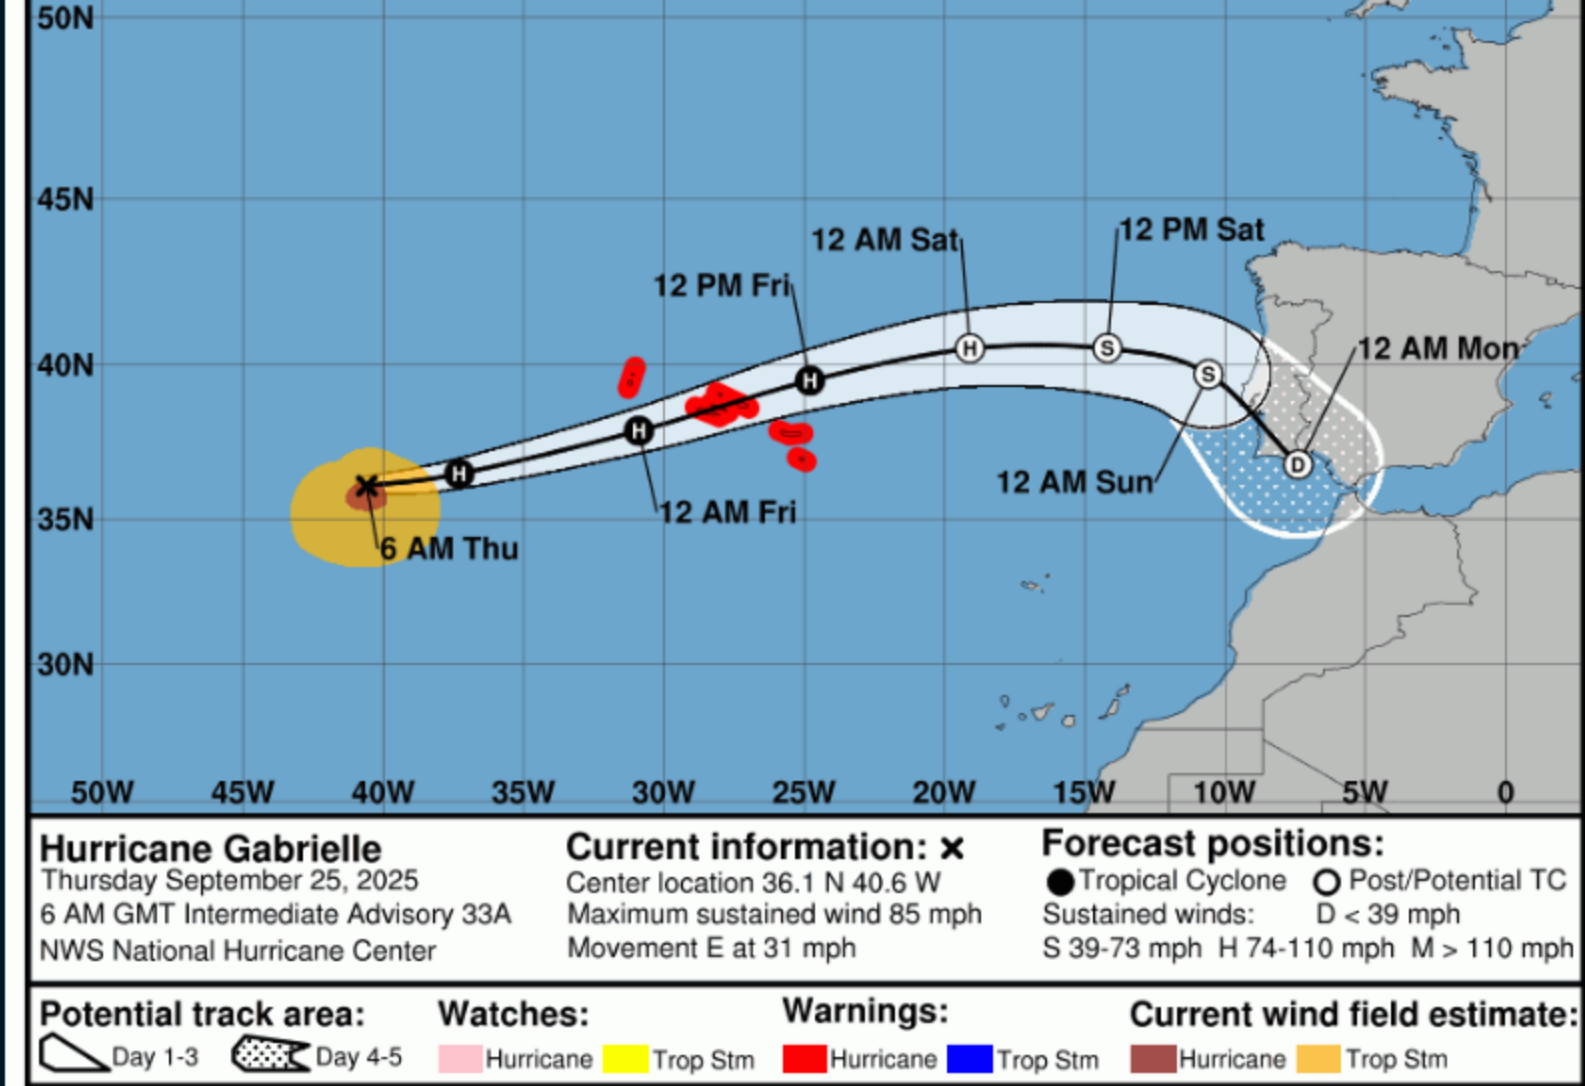 50N
45N
12 PM Sat
12 AM Sat
12 PM Fri
H
S
12 AM Mon
40N
S
H
H
D
H
12 AM Sun
12 AM Fri
35N
6 AM Thu
30N
50W 45W 40W 35W 30W 25W 20W 15W 10W 5W 0
Hurricane Gabrielle
Thursday September 25, 2025
6 AM GMT Intermediate Advisory 33A
NWS National Hurricane Center
Current information: ×
Center location 36.1 N 40.6 W
Maximum sustained wind 85 mph
Movement E at 31 mph
Forecast positions:
Tropical Cyclone Post/Potential TC
Sustained winds: D < 39 mph
S 39-73 mph H 74-110 mph M > 110 mph
Potential track area:
Day 1-3 Day 4-5
Watches:
Hurricane Trop Stm
Warnings:
Hurricane Trop Stm
Current wind field estimate:
Hurricane Trop Stm